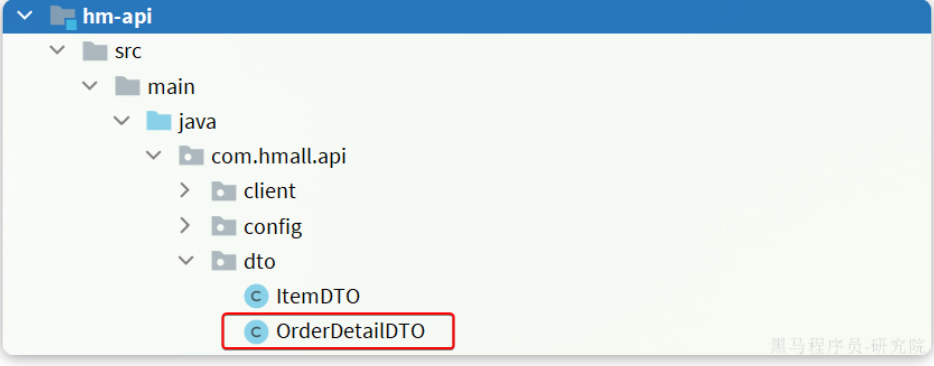 hm-api
src
main
java
com.hmall.api
client
config
dto
ItemDTO
OrderDetailDTO
黑马程序员-研究院